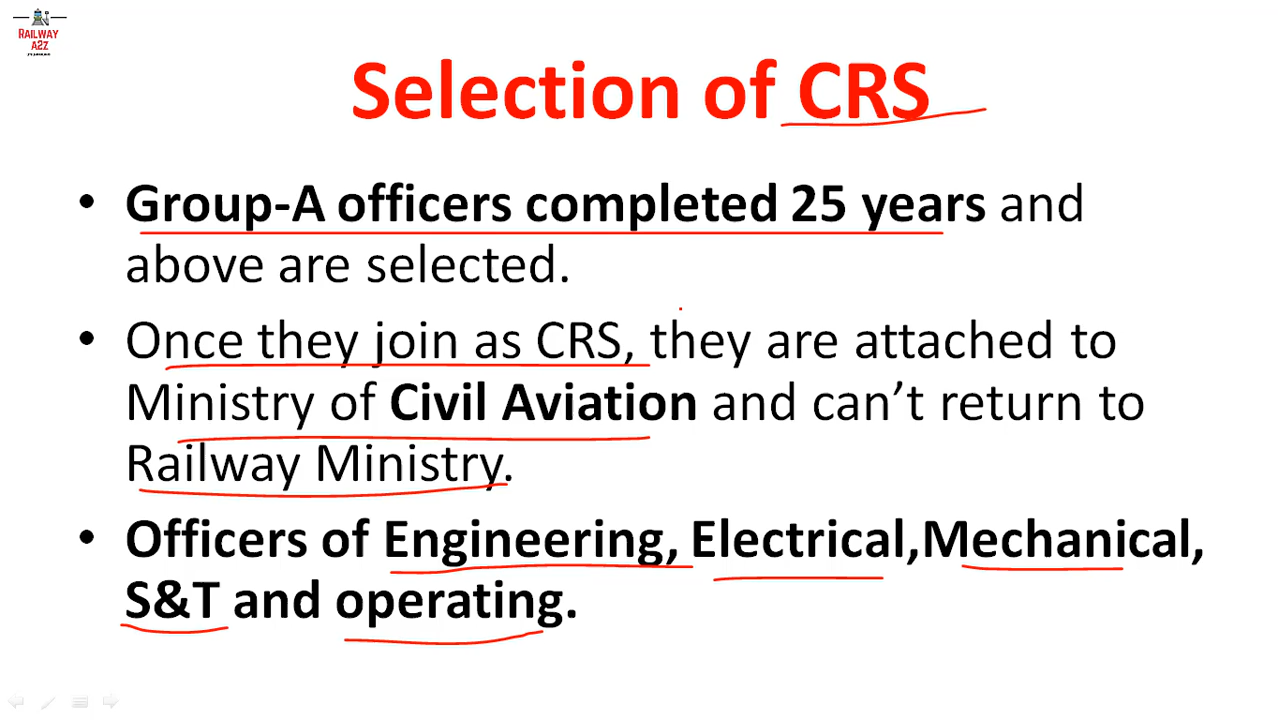 RAILWAY
A2Z
Selection of CRS
• Group-A officers completed 25 years and
above are selected.
• Once they join as CRS, they are attached to
Ministry of Civil Aviation and can’t return to
Railway Ministry.
• Officers of Engineering, Electrical,Mechanical,
S&T and operating.